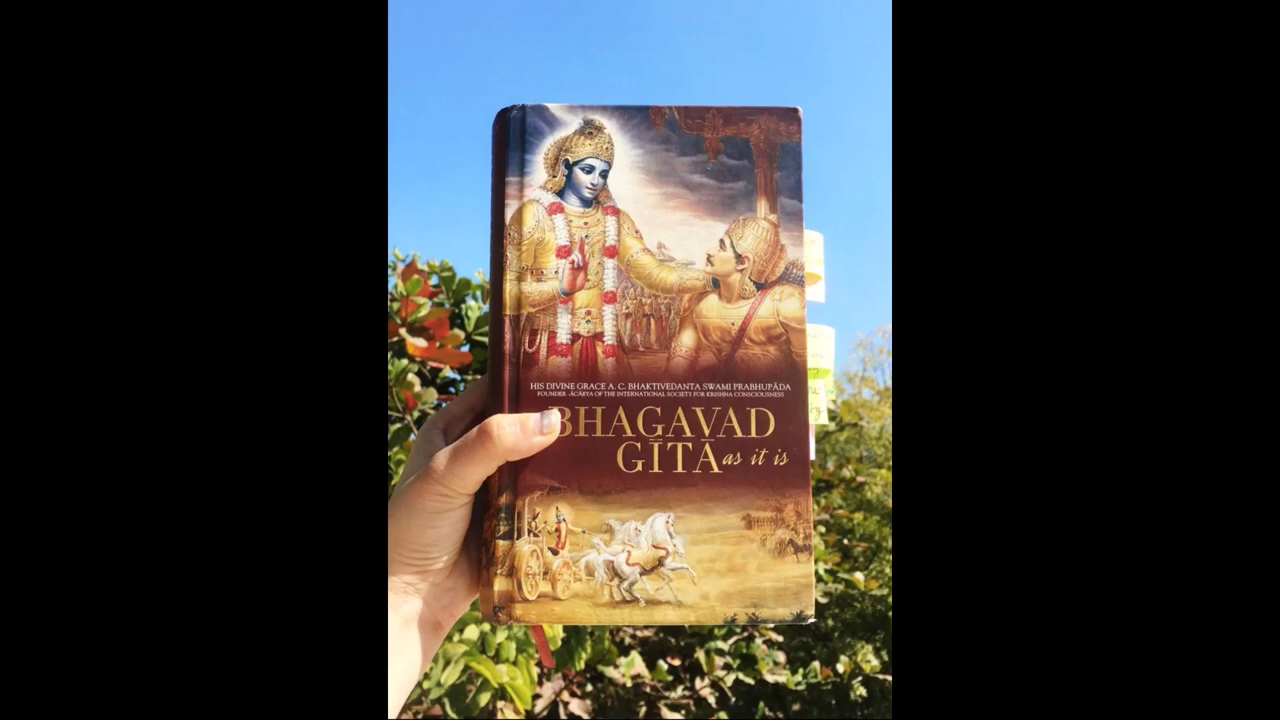 HIS DIVINE GRACE A. C. BHAKTIVEDANTA SWAMI PRABHUPĀDA
FOUNDER -ĀCĀRYA OF THE INTERNATIONAL SOCIETY FOR KRISHNA CONSCIOUSNESS
BHAGAVAD
GĪTĀ as it is